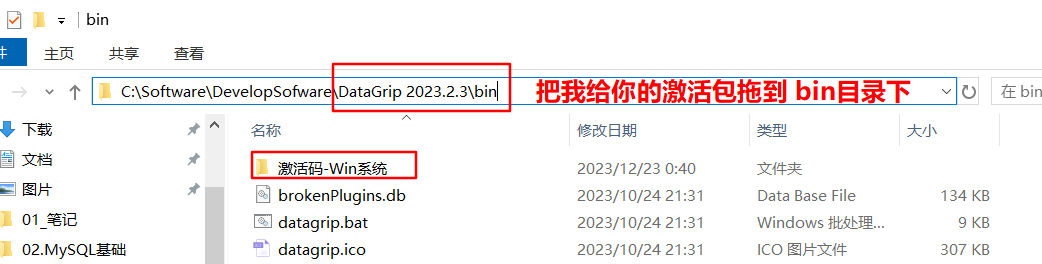 bin
件 主页 共享 查看
C:\Software\DevelopSofware\DataGrip 2023.2.3\bin 把我给你的激活包拖到 bin目录下 在 bin
下载 名称 修改日期 类型 大小
文档 激活码-Win系统 2023/12/23 0:40 文件夹
图片 brokenPlugins.db 2023/10/24 21:31 Data Base File 134 KB
01_笔记 datagrip.bat 2023/10/24 21:31 Windows 批处理... 9 KB
02.MySQL基础 datagrip.ico 2023/10/24 21:31 ICO 图片文件 307 KB